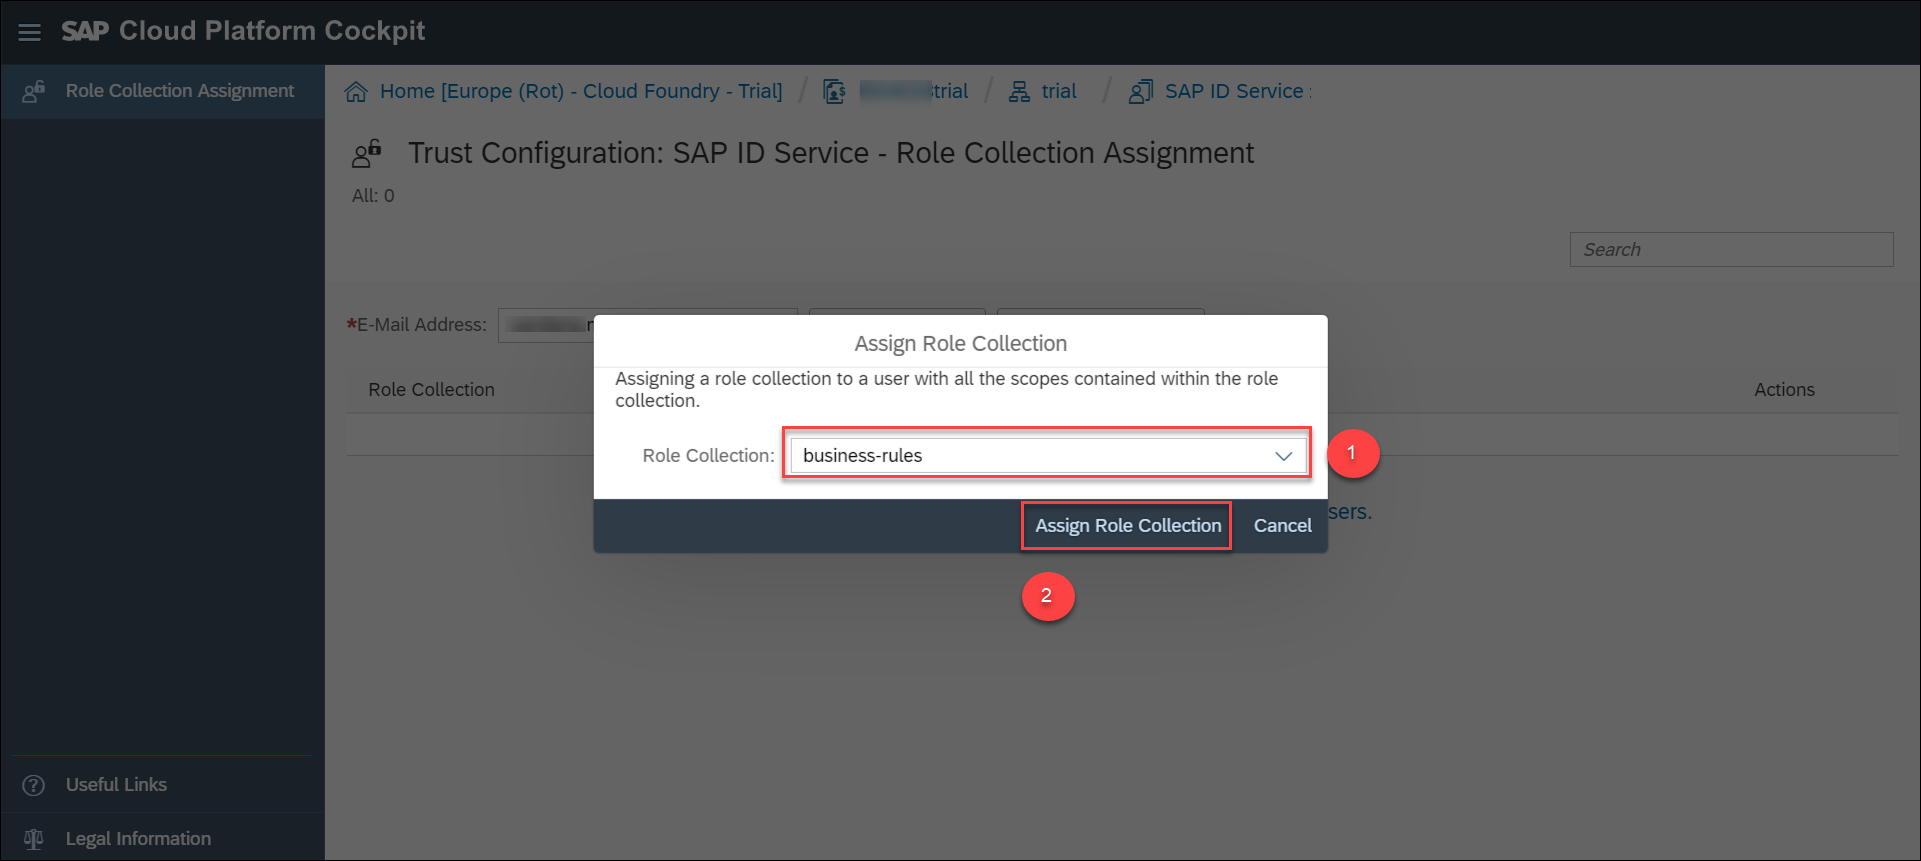 SAP Cloud Platform Cockpit
Role Collection Assignment
Home [Europe (Rot) - Cloud Foundry - Trial] / trial / trial / SAP ID Service :
Trust Configuration: SAP ID Service - Role Collection Assignment
All: 0
Search
*E-Mail Address:
Role Collection
Actions
Assign Role Collection
Assigning a role collection to a user with all the scopes contained within the role
collection.
Role Collection: business-rules
1
Assign Role Collection Cancel
sers.
2
Useful Links
Legal Information